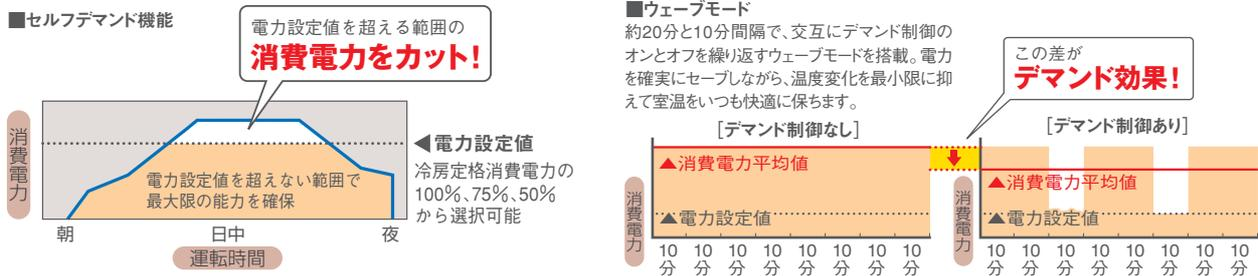 ■セルフデマンド機能
電力設定値を超える範囲の
消費電力をカット!
消費電力
◀電力設定値
冷房定格消費電力の
100%、75%、50%
から選択可能
電力設定値を超えない範囲で
最大限の能力を確保
朝 日中 夜
運転時間
■ウェーブモード
約20分と10分間隔で、交互にデマンド制御の
オンとオフを繰り返すウェーブモードを搭載。電力
を確実にセーブしながら、温度変化を最小限に抑
えて室温をいつも快適に保ちます。
この差が
デマンド効果!
[デマンド制御なし]
消費電力
▲消費電力平均値
▲電力設定値
10分 10分 10分 10分 10分 10分 10分 10分
[デマンド制御あり]
消費電力
▲消費電力平均値
▲電力設定値
10分 10分 10分 10分 10分 10分 10分 10分